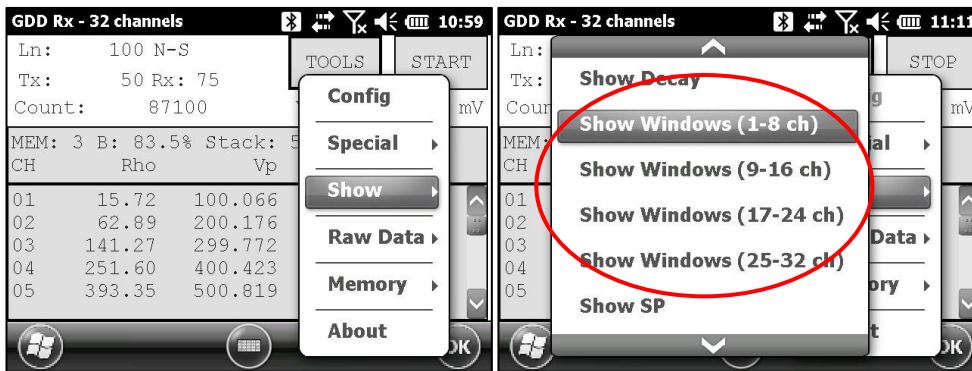 GDD Rx - 32 channels 10:59
Ln: 100 N-S
TOOLS START
Tx: 50 Rx: 75
Count: 87100 mV
MEM: 3 B: 83.5% Stack: 5
CH Rho Vp
01 15.72 100.066
02 62.89 200.176
03 141.27 299.772
04 251.60 400.423
05 393.35 500.819
Config
Special
Show
Raw Data
Memory
About
OK
GDD Rx - 32 channels 11:11
Ln:
STOP
Tx:
Coun mV
MEM:
CH
01
02
03
04
05
Show Decay
Show Windows (1-8 ch)
Show Windows (9-16 ch)
Show Windows (17-24 ch)
Show Windows (25-32 ch)
Show SP
g
ial
Data
ory
t
OK